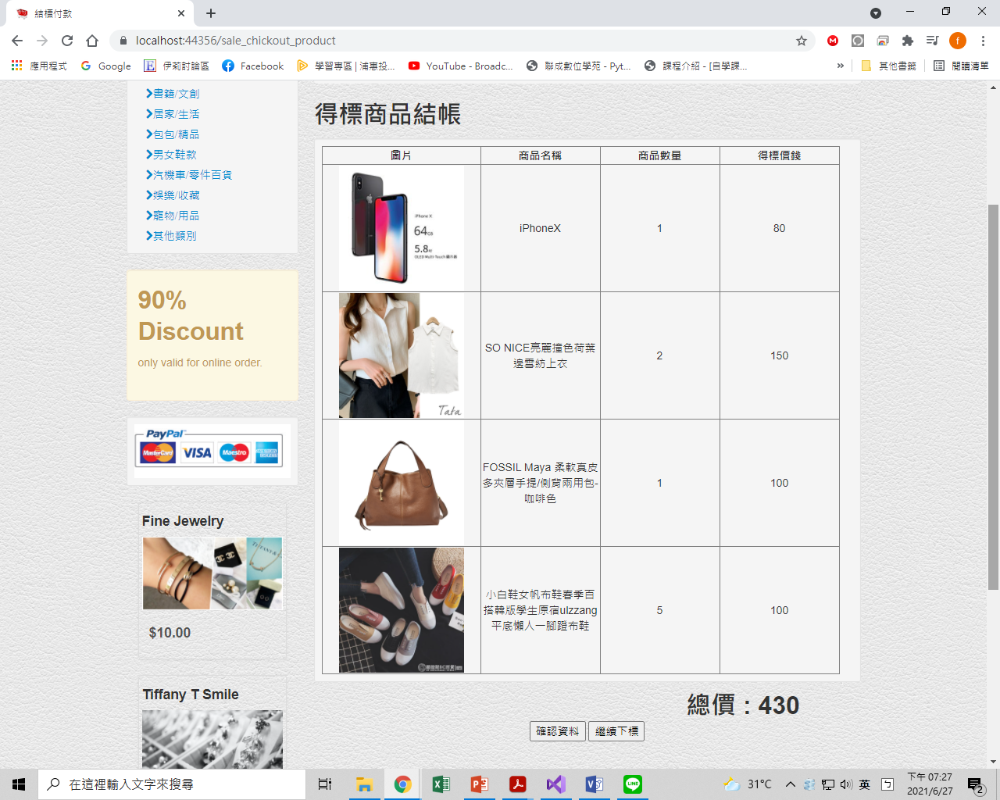 結標付款
localhost:44356/sale_chickout_product
f
應用程式
Google
伊莉討論區
Facebook
學習專區 | 浦惠投...
YouTube - Broadc...
聯成數位學苑 - Pyt...
課程介紹 - [自學課...
»
其他書籤
閱讀清單
書籍/文創
居家/生活
包包/精品
男女鞋款
汽機車/零件百貨
娛樂/收藏
寵物/用品
其他類別
90%
Discount
only valid for online order.
PayPal
MasterCard VISA Maestro
Fine Jewelry
$10.00
Tiffany T Smile
得標商品結帳
圖片 商品名稱 商品數量 得標價錢
iPhone X
64GB
5.8吋
iPhoneX 1 80
Tata
SO NICE亮麗撞色荷葉
邊雪紡上衣
2 150
FOSSIL Maya 柔軟真皮
多夾層手提/側背兩用包-
咖啡色
1 100
小白鞋女帆布鞋春季百
搭韓版學生原宿ulzzang
平底懶人一腳蹬布鞋
5 100
總價：430
確認資料 繼續下標
在這裡輸入文字來搜尋
31°C
英
下午 07:27
2021/6/27
2